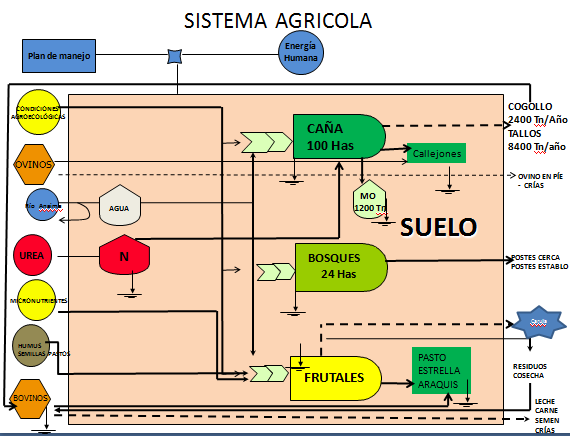 SISTEMA AGRICOLA
Plan de manejo
Energía
Humana
CONDICIONES
AGROECOLÓGICAS
CAÑA
100 Has
COGOLLO
2400 Tn/Año
TALLOS
8400 Tn/año
Callejones
OVINOS
OVINO EN PÍE
- CRÍAS
MO
1200 Tn
AGUA
SUELO
UREA
N
BOSQUES
24 Has
POSTES CERCA
POSTES ESTABLO
MICRONUTRIENTES
HUMUS
SEMILLAS /PASTOS
FRUTALES
PASTO
ESTRELLA
ARAQUIS
RESIDUOS
COSECHA
BOVINOS
LECHE
CARNE
SEMEN
CRÍAS